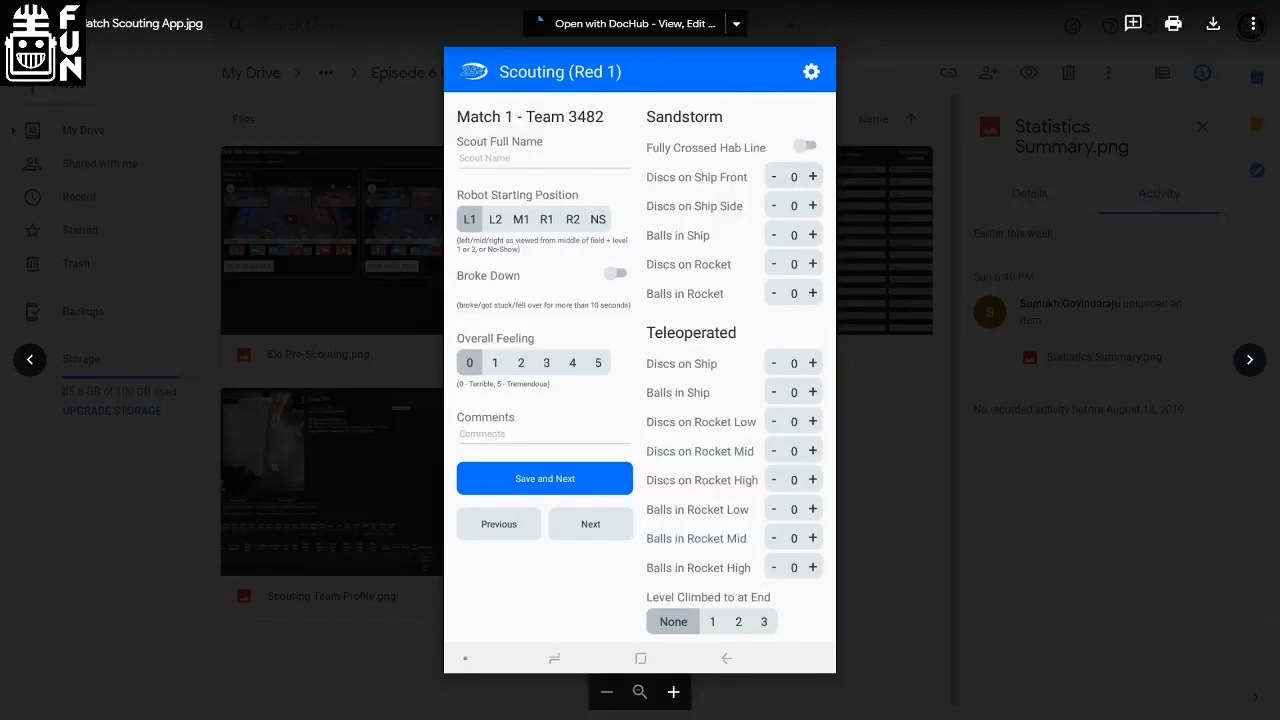 FUN
atch Scouting App.jpg
Open with DocHub - View, Edit ...
Search Drive
My Drive
Episode 6
Files
Name
My Drive
Shared with me
Recent
Starred
Trash
Backups
Storage
85.6 GB of 100 GB used
UPGRADE STORAGE
Elo Pre-Scouting.png
Scouting Team Profile.png
254
Scouting (Red 1)
Match 1 - Team 3482
Scout Full Name
Scout Name
Robot Starting Position
L1 L2 M1 R1 R2 NS
(left/mid/right as viewed from middle of field + level
1 or 2, or No-Show)
Broke Down
(broke/got stuck/fell over for more than 10 seconds)
Overall Feeling
0 1 2 3 4 5
(0 - Terrible, 5 - Tremendous)
Comments
Comments
Save and Next
Previous Next
Sandstorm
Fully Crossed Hab Line
Discs on Ship Front - 0 +
Discs on Ship Side - 0 +
Balls in Ship - 0 +
Discs on Rocket - 0 +
Balls in Rocket - 0 +
Teleoperated
Discs on Ship - 0 +
Balls in Ship - 0 +
Discs on Rocket Low - 0 +
Discs on Rocket Mid - 0 +
Discs on Rocket High - 0 +
Balls in Rocket Low - 0 +
Balls in Rocket Mid - 0 +
Balls in Rocket High - 0 +
Level Climbed to at End
None 1 2 3
Statistics
Summary.png
Details Activity
Earlier this week
Sun 6:40 PM
S
Sumukh Govindaraju uploaded an
item
Statistics Summary.png
No recorded activity before August 18, 2019